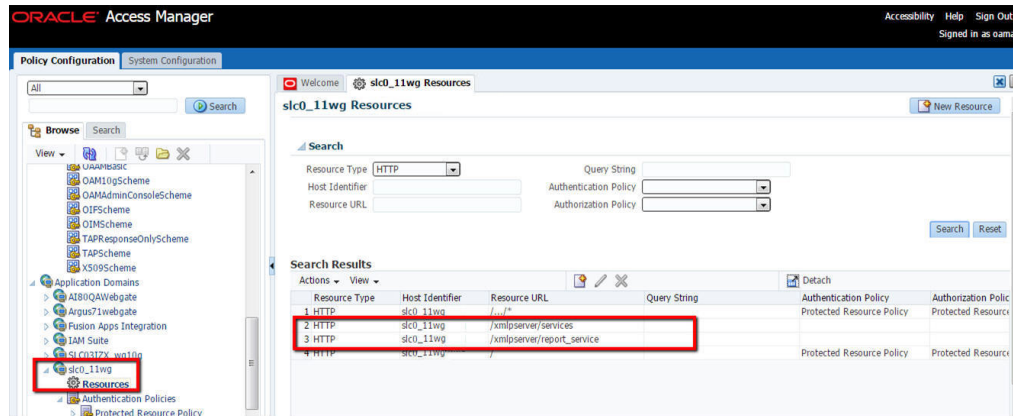 ORACLE Access Manager
Accessibility Help Sign Out
Signed in as oama
Policy Configuration System Configuration
All
Search
Browse Search
View
UAAMBasic
OAM10gScheme
OAMAdminConsoleScheme
OIFScheme
OIMScheme
TAPResponseOnlyScheme
TAPScheme
X509Scheme
Application Domains
AI80QAWebgate
Argus71webgate
Fusion Apps Integration
IAM Suite
SLC03IZX_wg10g
slc0_11wg
Resources
Authentication Policies
Protected Resource Policy
Welcome slc0_11wg Resources
slc0_11wg Resources
New Resource
Search
Resource Type HTTP
Query String
Host Identifier
Authentication Policy
Resource URL
Authorization Policy
Search Reset
Search Results
Actions View Detach
Resource Type Host Identifier Resource URL Query String Authentication Policy Authorization Polic
1 HTTP slc0_11wg /.../* Protected Resource Policy Protected Resource
2 HTTP slc0_11wg /xmlpserver/services
3 HTTP slc0_11wg /xmlpserver/report_service
4 HTTP slc0_11wg / Protected Resource Policy Protected Resource